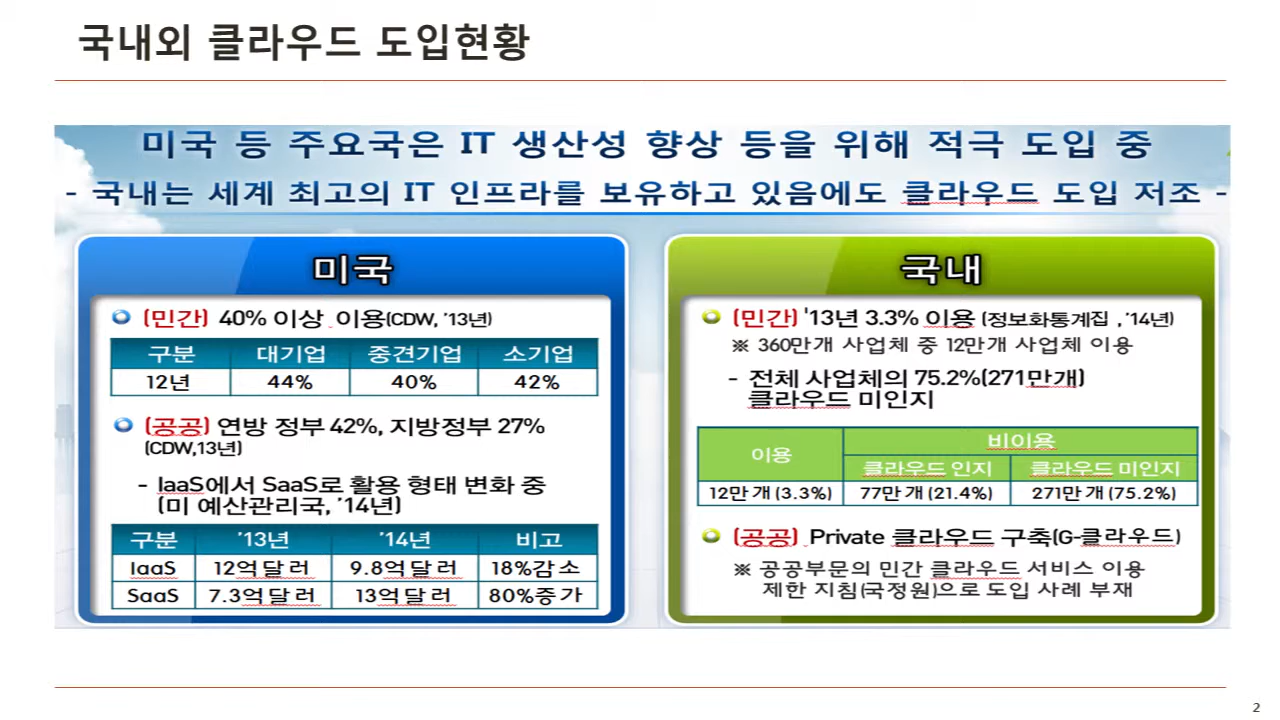 국내외 클라우드 도입현황
미국 등 주요국은 IT 생산성 향상 등을 위해 적극 도입 중
- 국내는 세계 최고의 IT 인프라를 보유하고 있음에도 클라우드 도입 저조 -
미국
(민간) 40% 이상 이용(CDW, '13년)
구분 대기업 중견기업 소기업
12년 44% 40% 42%
(공공) 연방 정부 42%, 지방정부 27%
(CDW,13년)
- IaaS에서 SaaS로 활용 형태 변화 중
(미 예산관리국, '14년)
구분 '13년 '14년 비고
IaaS 12억달러 9.8억달러 18%감소
SaaS 7.3억달러 13억달러 80%증가
국내
(민간) '13년 3.3% 이용 (정보화통계집 ,'14년)
※ 360만개 사업체 중 12만개 사업체 이용
- 전체 사업체의 75.2%(271만개)
클라우드 미인지
이용 비이용
클라우드 인지 클라우드 미인지
12만개 (3.3%) 77만개 (21.4%) 271만개 (75.2%)
(공공) Private 클라우드 구축(G-클라우드)
※ 공공부문의 민간 클라우드 서비스 이용
제한 지침(국정원)으로 도입 사례 부재
2